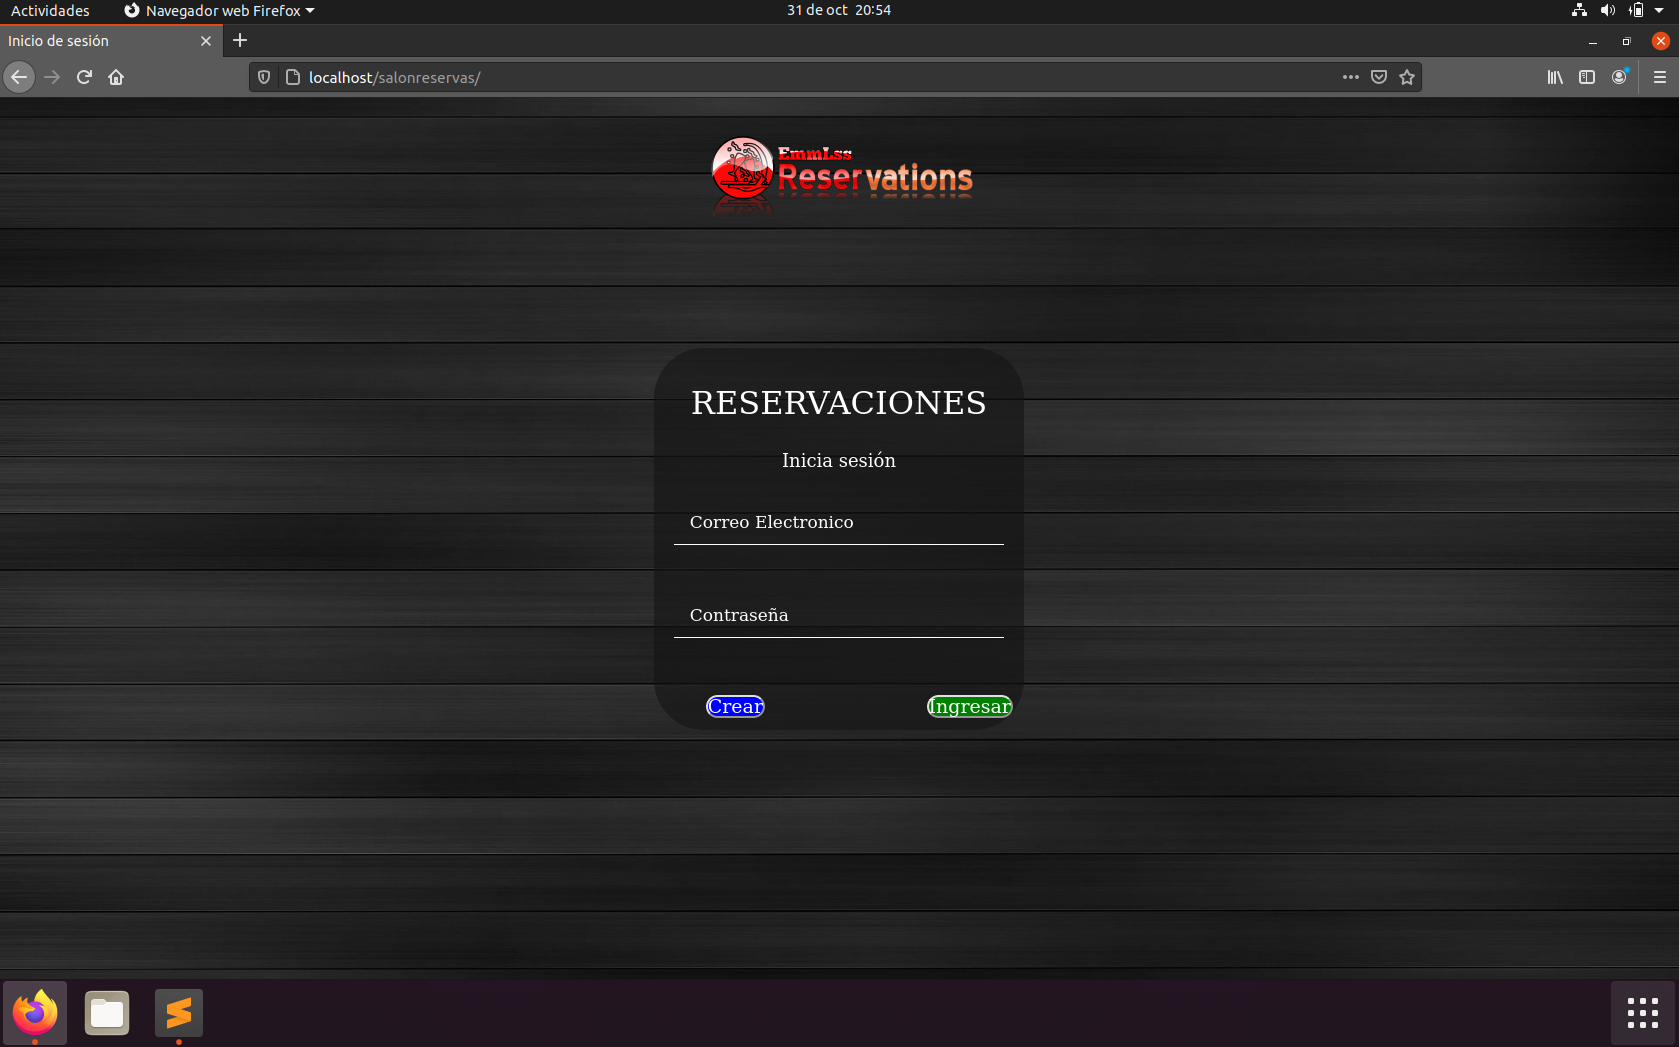 Actividades
Navegador web Firefox
31 de oct 20:54
Inicio de sesión
localhost/salonreservas/
EmmLss
Reservations
RESERVACIONES
Inicia sesión
Correo Electronico
Contraseña
Crear
Ingresar